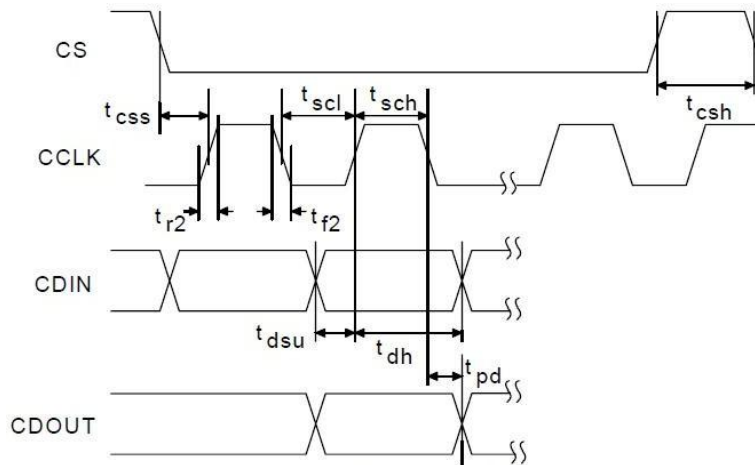 CS
t css
t scl
t sch
t csh
CCLK
t r2
t f2
CDIN
t dsu
t dh
t pd
CDOUT